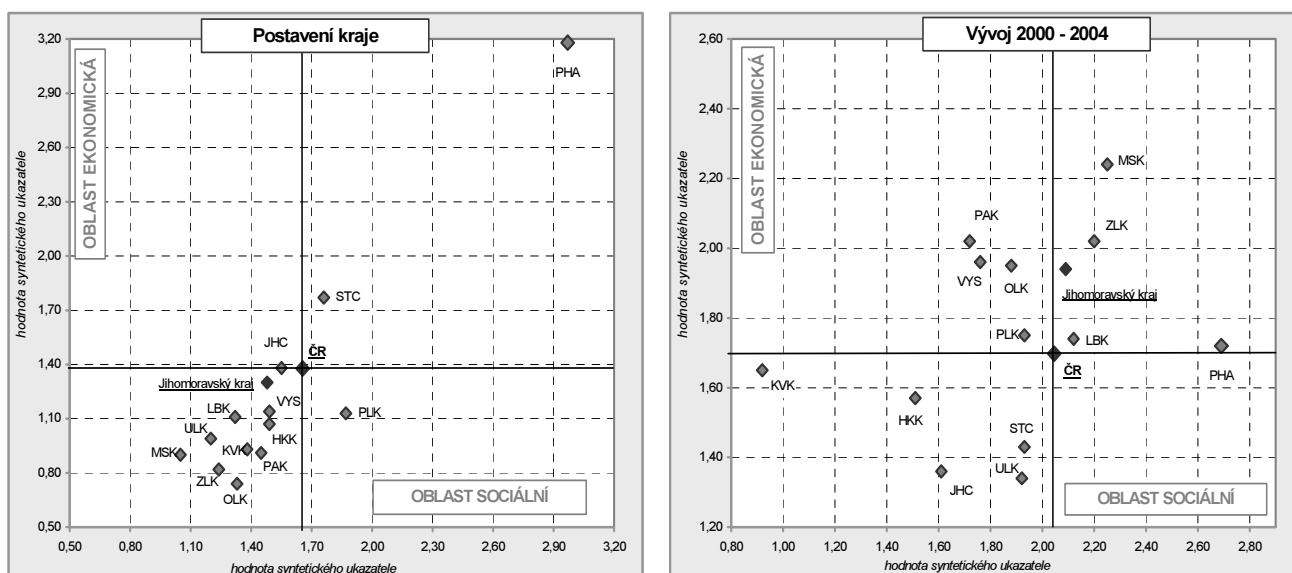 Postavení kraje
3,20
2,90
2,60
2,30
2,00
1,70
1,40
1,10
0,80
0,50
hodnota syntetického ukazatele
OBLAST EKONOMICKÁ
PHA
STC
JHC
ČR
Jihomoravský kraj
VYS
LBK
PLK
ULK
HKK
MSK
KVK
PAK
ZLK
OLK
OBLAST SOCIÁLNÍ
0,50 0,80 1,10 1,40 1,70 2,00 2,30 2,60 2,90 3,20
hodnota syntetického ukazatele
Vývoj 2000 - 2004
2,60
2,40
2,20
2,00
1,80
1,60
1,40
1,20
hodnota syntetického ukazatele
OBLAST EKONOMICKÁ
MSK
PAK
ZLK
VYS
OLK
Jihomoravský kraj
PLK
LBK
ČR
PHA
KVK
HKK
STC
ULK
JHC
OBLAST SOCIÁLNÍ
0,80 1,00 1,20 1,40 1,60 1,80 2,00 2,20 2,40 2,60 2,80
hodnota syntetického ukazatele